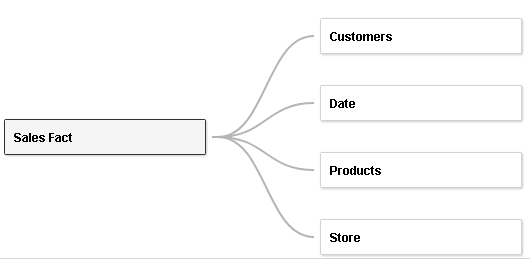 Customers
Date
Sales Fact
Products
Store